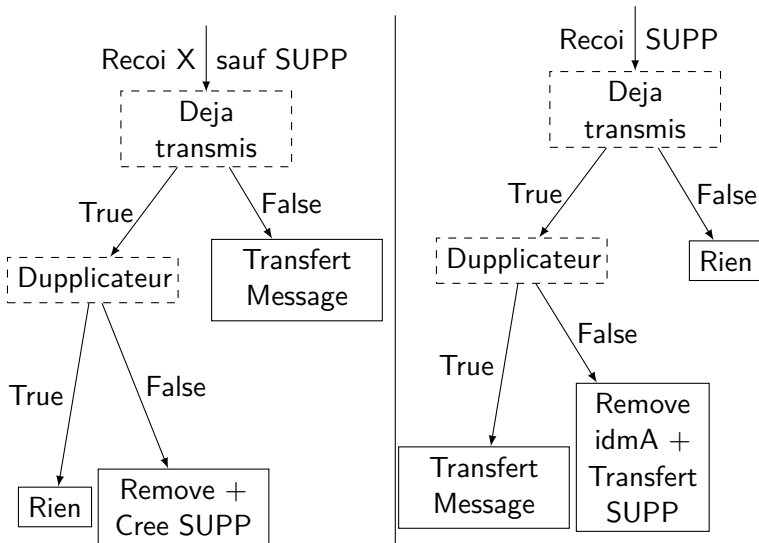 Recoi X sauf SUPP
Deja
transmis
True
False
Dupplicateur
Transfert
Message
True
False
Rien
Remove +
Cree SUPP
Recoi SUPP
Deja
transmis
True
False
Dupplicateur
Rien
True
False
Transfert
Message
Remove
idmA +
Transfert
SUPP